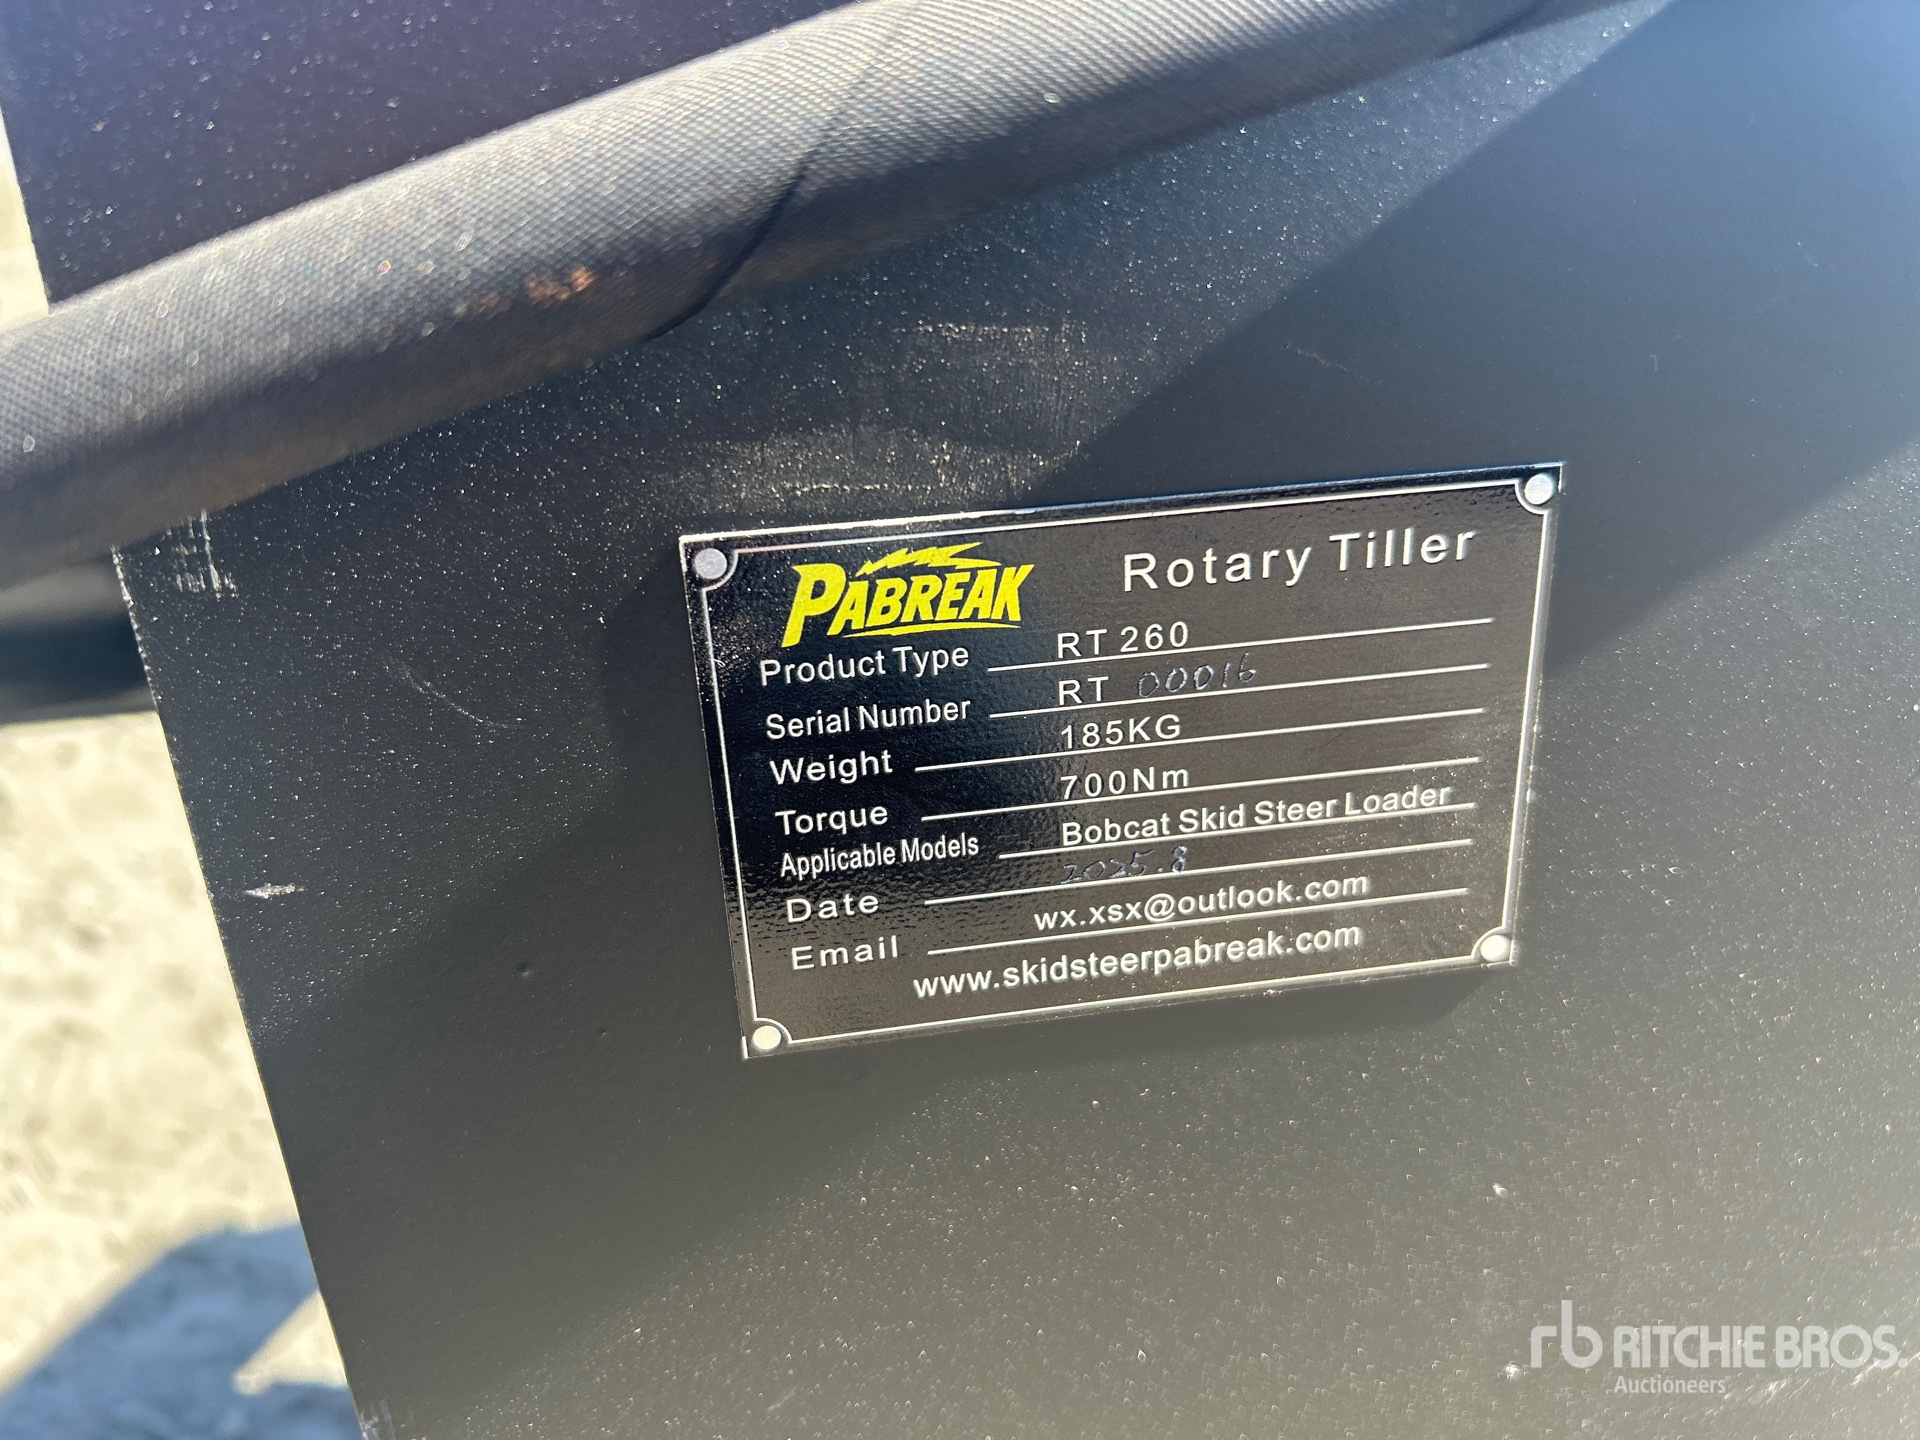 PABREAK Rotary Tiller
Product Type RT 260
Serial Number RT 00016
Weight 185KG
Torque 700Nm
Applicable Models Bobcat Skid Steer Loader
Date 2025.8
Email wx.xsx@outlook.com
www.skidsteerpabreak.com
rb RITCHIE BROS.
Auctioneers